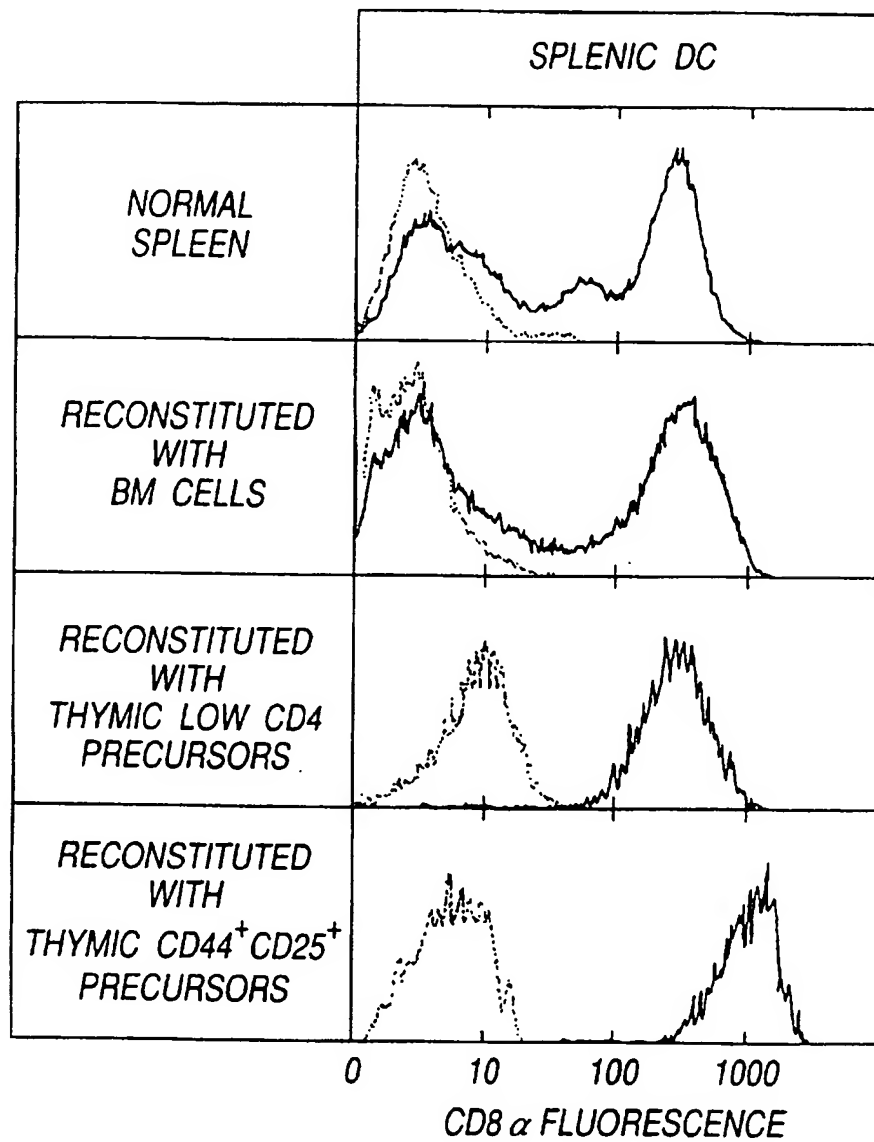 SPLENIC DC
NORMAL
SPLEEN
RECONSTITUTED
WITH
BM CELLS
RECONSTITUTED
WITH
THYMIC LOW CD4
PRECURSORS
RECONSTITUTED
WITH
THYMIC CD44⁺CD25⁺
PRECURSORS
0 10 100 1000
CD8 α FLUORESCENCE